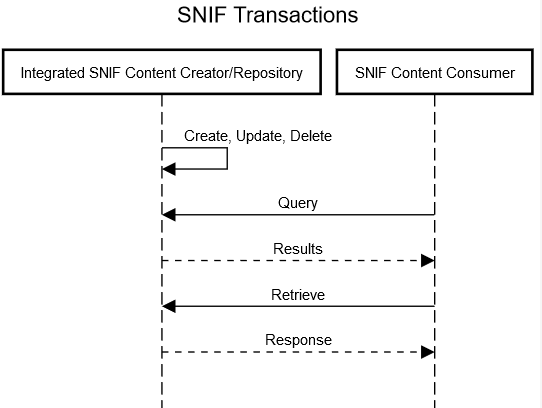 SNIF Transactions
Integrated SNIF Content Creator/Repository
SNIF Content Consumer
Create, Update, Delete
Query
Results
Retrieve
Response